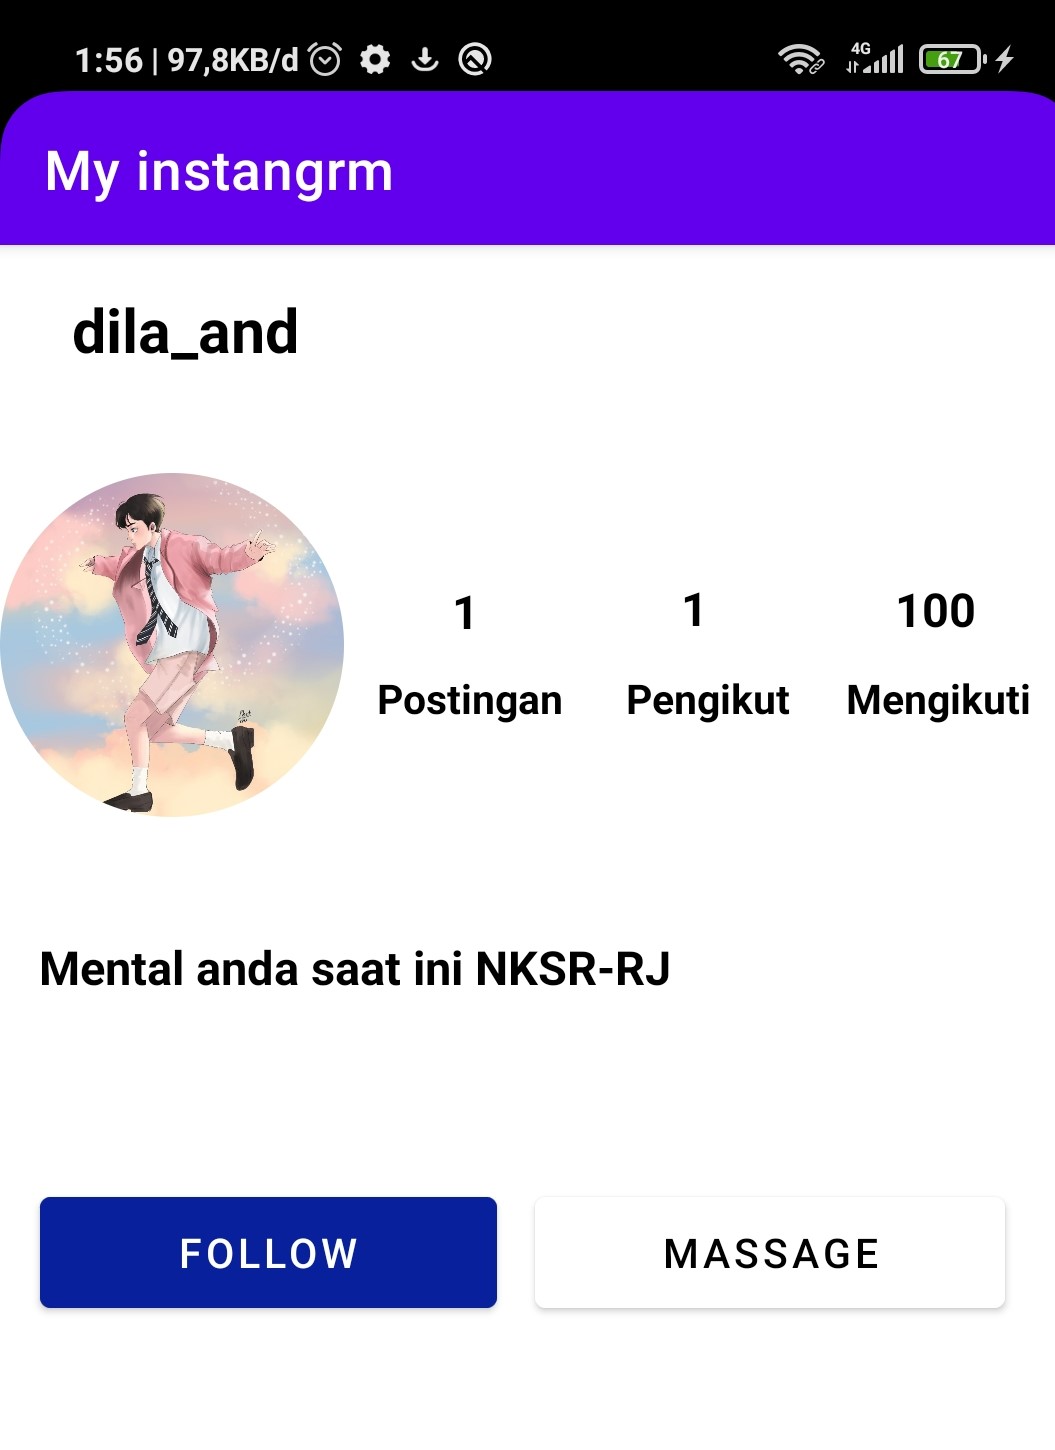 1:56 | 97,8KB/d
4G
67
My instangrm
dila_and
1
1
100
Postingan
Pengikut
Mengikuti
Mental anda saat ini NKSR-RJ
FOLLOW
MASSAGE